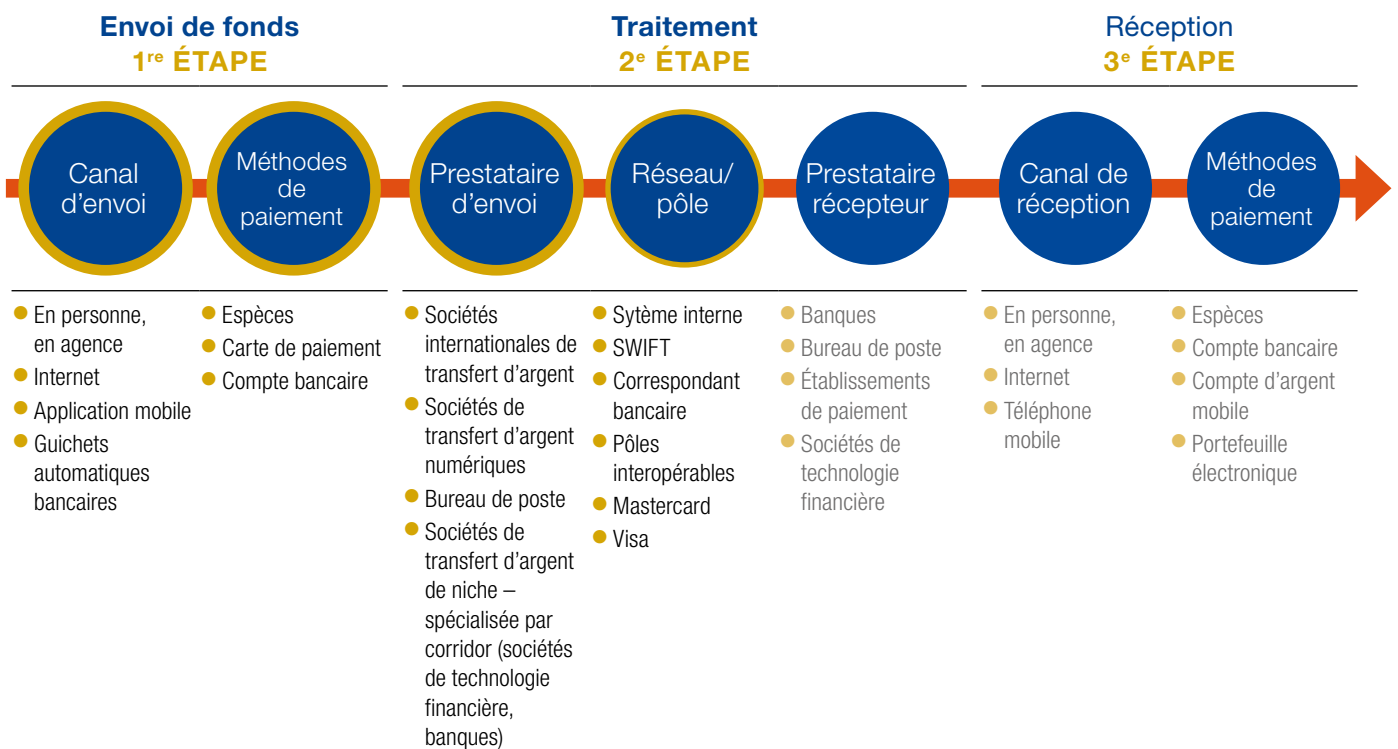 Envoi de fonds
1re ÉTAPE
Traitement
2e ÉTAPE
Réception
3e ÉTAPE
Canal
d'envoi
Méthodes
de
paiement
Prestataire
d'envoi
Réseau/
pôle
Prestataire
récepteur
Canal de
réception
Méthodes
de
paiement
En personne,
en agence
Internet
Application mobile
Guichets
automatiques
bancaires
Espèces
Carte de paiement
Compte bancaire
Sociétés
internationales de
transfert d'argent
Sociétés de
transfert d'argent
numériques
Bureau de poste
Sociétés de
transfert d'argent
de niche –
spécialisée par
corridor (sociétés
de technologie
financière,
banques)
Sytème interne
SWIFT
Correspondant
bancaire
Pôles
interopérables
Mastercard
Visa
Banques
Bureau de poste
Établissements
de paiement
Sociétés de
technologie
financière
En personne,
en agence
Internet
Téléphone
mobile
Espèces
Compte bancaire
Compte d'argent
mobile
Portefeuille
électronique